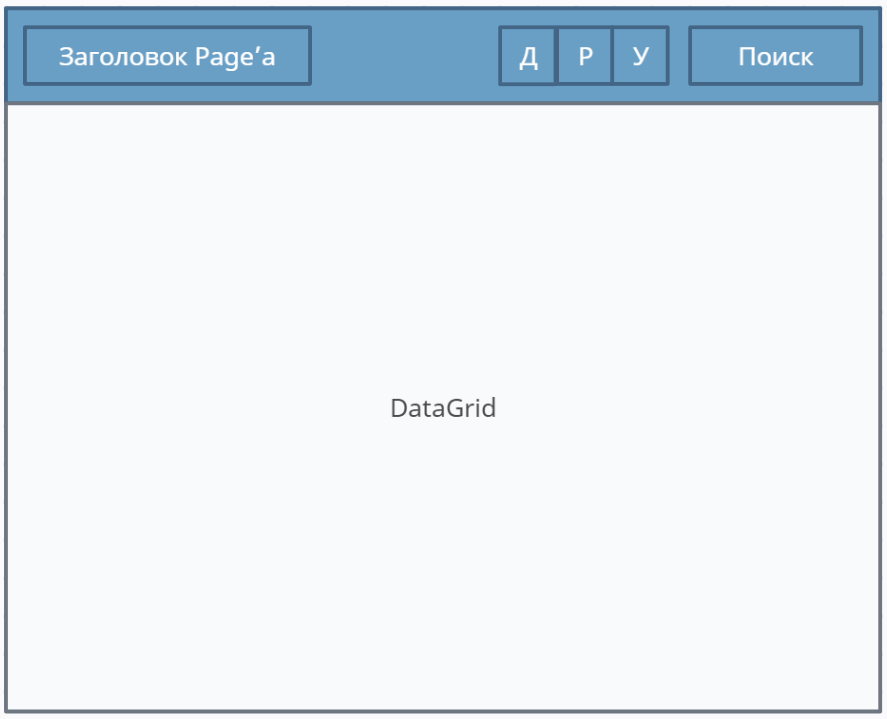 Заголовок Page’а
Д Р У
Поиск
DataGrid